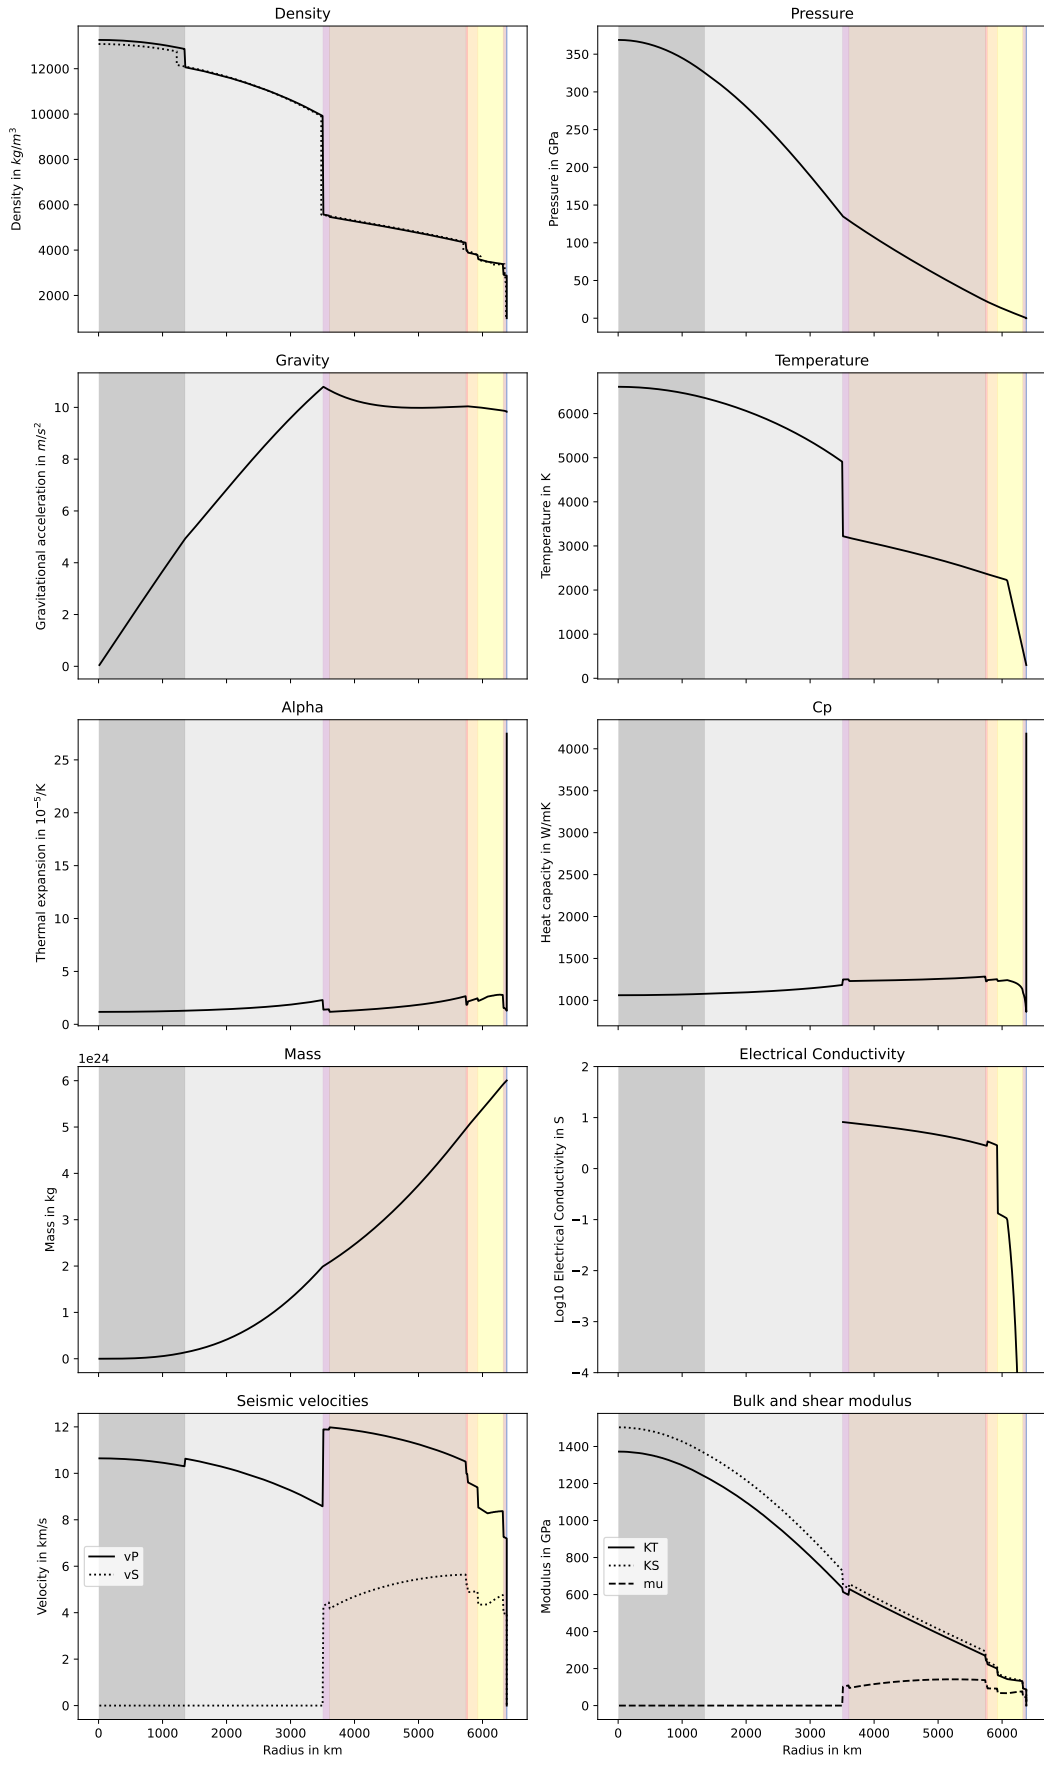 Density
Density in kg/m³
12000
10000
8000
6000
4000
2000
Pressure
Pressure in GPa
350
300
250
200
150
100
50
0
Gravity
Gravitational acceleration in m/s²
10
8
6
4
2
0
Temperature
Temperature in K
6000
5000
4000
3000
2000
1000
0
Alpha
Thermal expansion in 10⁻⁵/K
25
20
15
10
5
0
Cp
Heat capacity in W/mK
4000
3500
3000
2500
2000
1500
1000
1e24
Mass
Mass in kg
6
5
4
3
2
1
0
Electrical Conductivity
Log10 Electrical Conductivity in S
2
1
0
−1
−2
−3
−4
Seismic velocities
Velocity in km/s
12
10
8
6
4
2
0
vP
vS
0 1000 2000 3000 4000 5000 6000
Radius in km
Bulk and shear modulus
Modulus in GPa
1400
1200
1000
800
600
400
200
0
KT
KS
mu
0 1000 2000 3000 4000 5000 6000
Radius in km